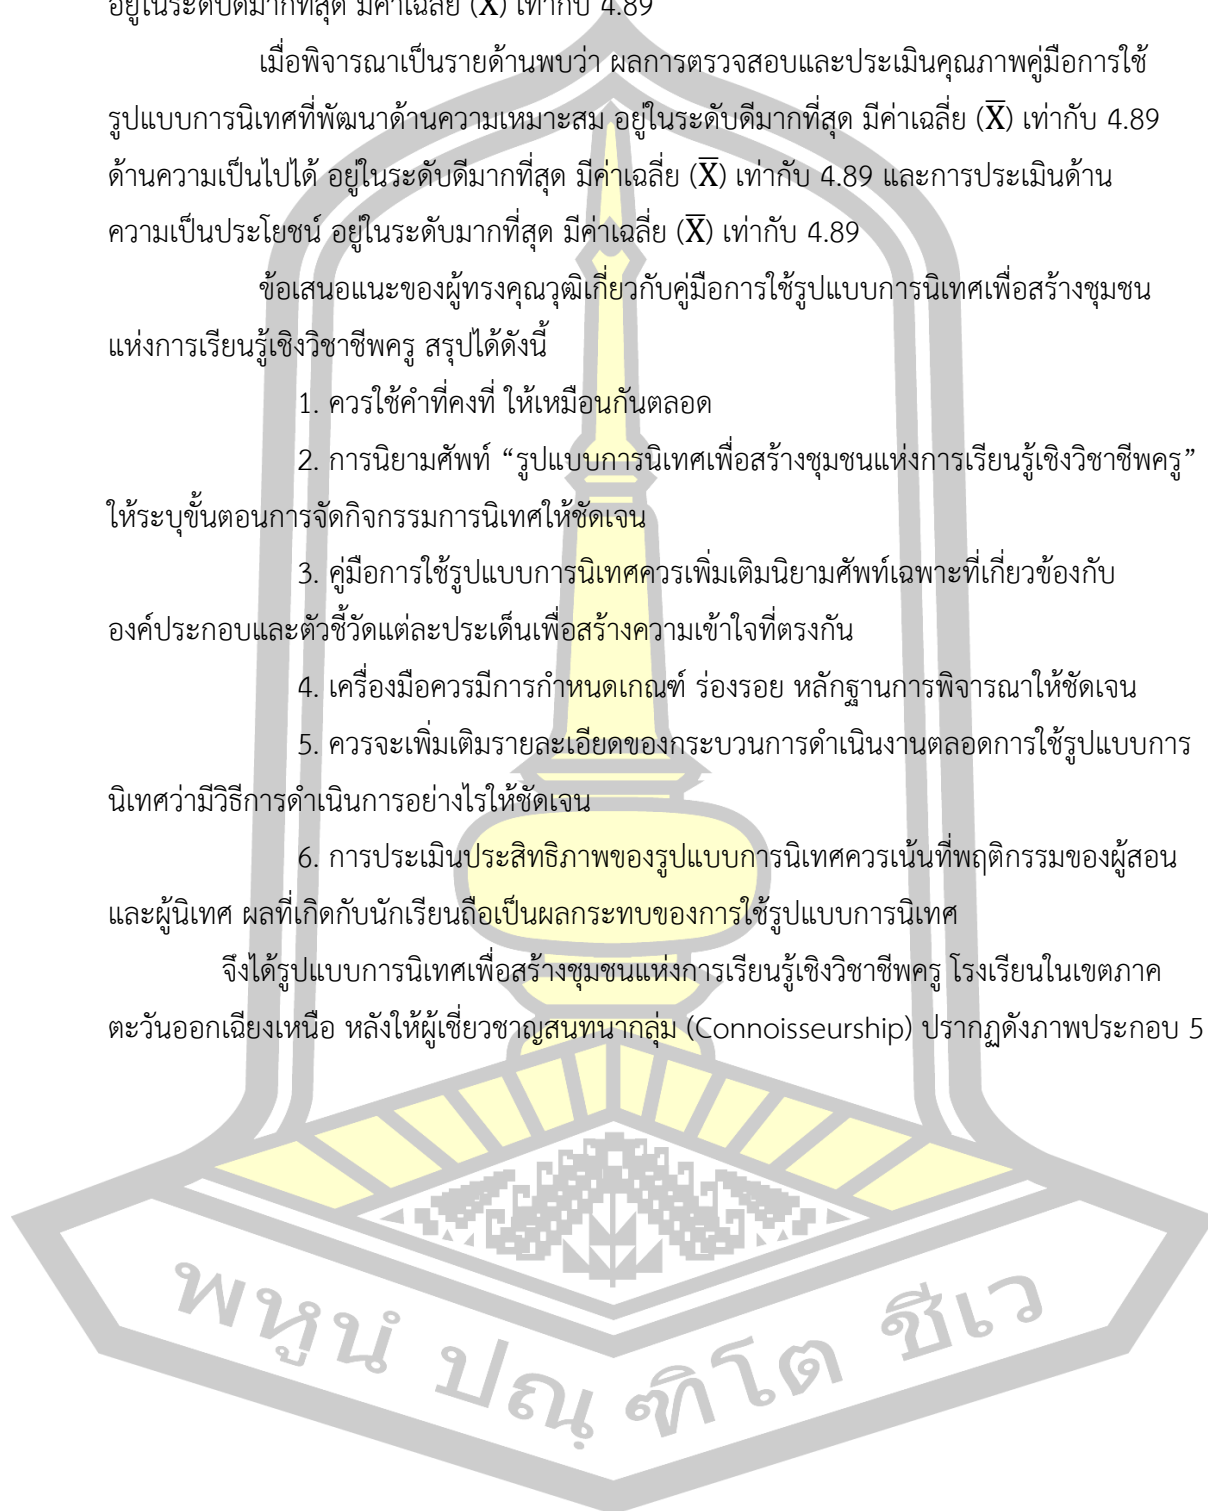 อยู่ในระดับดีมากที่สุด มีค่าเฉลี่ย (X̅) เท่ากับ 4.89
เมื่อพิจารณาเป็นรายด้านพบว่า ผลการตรวจสอบและประเมินคุณภาพคู่มือการใช้
รูปแบบการนิเทศที่พัฒนาด้านความเหมาะสม อยู่ในระดับดีมากที่สุด มีค่าเฉลี่ย (X̅) เท่ากับ 4.89
ด้านความเป็นไปได้ อยู่ในระดับดีมากที่สุด มีค่าเฉลี่ย (X̅) เท่ากับ 4.89 และการประเมินด้าน
ความเป็นประโยชน์ อยู่ในระดับมากที่สุด มีค่าเฉลี่ย (X̅) เท่ากับ 4.89
ข้อเสนอแนะของผู้ทรงคุณวุฒิเกี่ยวกับคู่มือการใช้รูปแบบการนิเทศเพื่อสร้างชุมชน
แห่งการเรียนรู้เชิงวิชาชีพครู สรุปได้ดังนี้
1. ควรใช้คำที่คงที่ ให้เหมือนกันตลอด
2. การนิยามศัพท์ “รูปแบบการนิเทศเพื่อสร้างชุมชนแห่งการเรียนรู้เชิงวิชาชีพครู”
ให้ระบุขั้นตอนการจัดกิจกรรมการนิเทศให้ชัดเจน
3. คู่มือการใช้รูปแบบการนิเทศควรเพิ่มเติมนิยามศัพท์เฉพาะที่เกี่ยวข้องกับ
องค์ประกอบและตัวชี้วัดแต่ละประเด็นเพื่อสร้างความเข้าใจที่ตรงกัน
4. เครื่องมือควรมีการกำหนดเกณฑ์ ร่องรอย หลักฐานการพิจารณาให้ชัดเจน
5. ควรจะเพิ่มเติมรายละเอียดของกระบวนการดำเนินงานตลอดการใช้รูปแบบการ
นิเทศว่ามีวิธีการดำเนินการอย่างไรให้ชัดเจน
6. การประเมินประสิทธิภาพของรูปแบบการนิเทศควรเน้นที่พฤติกรรมของผู้สอน
และผู้นิเทศ ผลที่เกิดกับนักเรียนถือเป็นผลกระทบของการใช้รูปแบบการนิเทศ
จึงได้รูปแบบการนิเทศเพื่อสร้างชุมชนแห่งการเรียนรู้เชิงวิชาชีพครู โรงเรียนในเขตภาค
ตะวันออกเฉียงเหนือ หลังให้ผู้เชี่ยวชาญสนทนากลุ่ม (Connoisseurship) ปรากฏดังภาพประกอบ 5
พหูนํ ปณฺ ฑิโต ชีเว